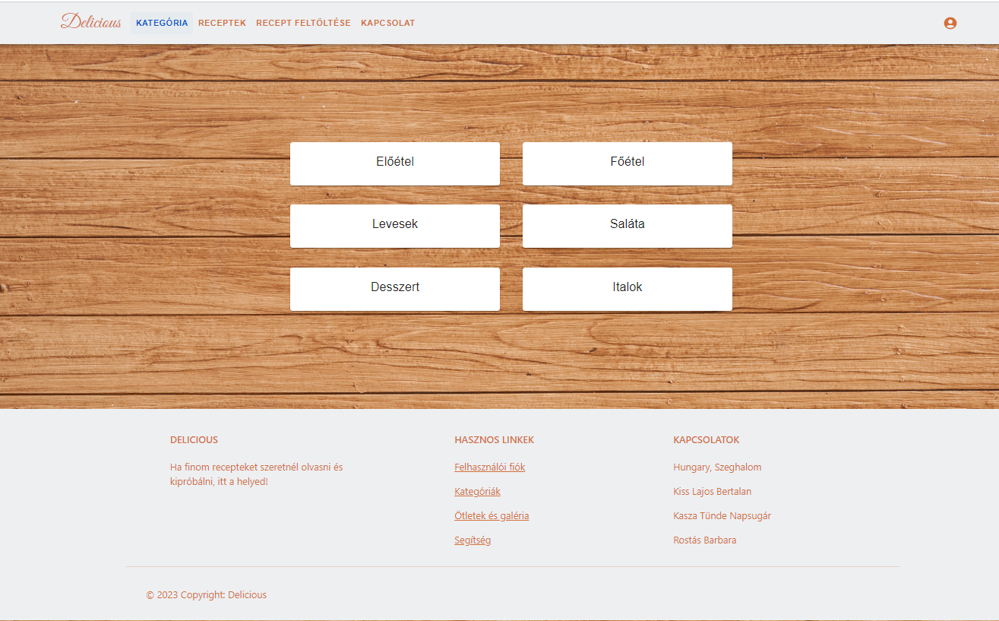 Delicious
KATEGÓRIA
RECEPTEK
RECEPT FELTÖLTÉSE
KAPCSOLAT
Előétel
Főétel
Levesek
Saláta
Desszert
Italok
DELICIOUS
Ha finom recepteket szeretnél olvasni és
kipróbálni, itt a helyed!
HASZNOS LINKEK
Felhasználói fiók
Kategóriák
Ötletek és galéria
Segítség
KAPCSOLATOK
Hungary, Szeghalom
Kiss Lajos Bertalan
Kasza Tünde Napsugár
Rostás Barbara
© 2023 Copyright: Delicious